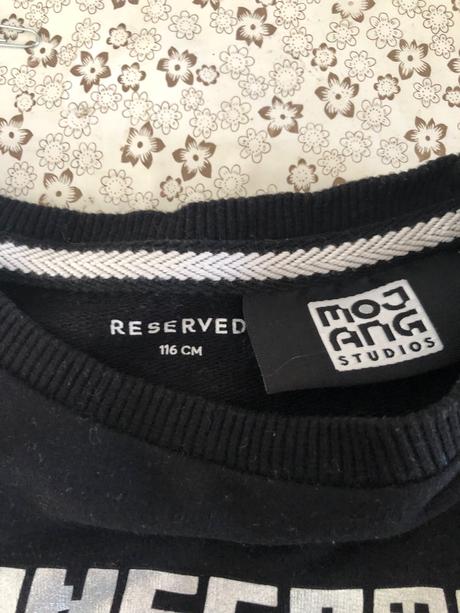 RESERVED
116 CM
MOJ
ANG
STUDIOS